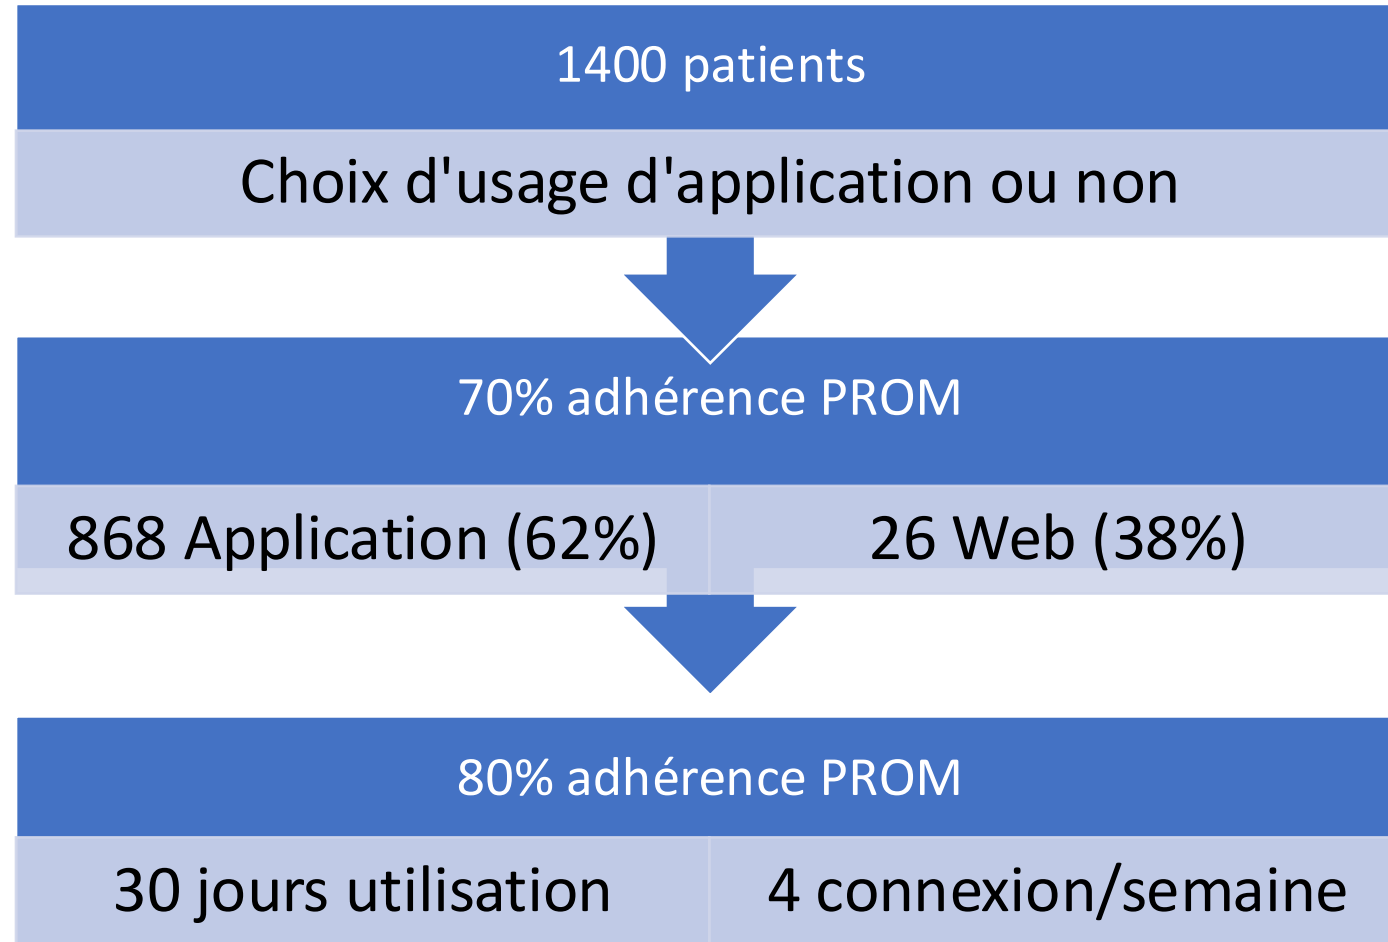 1400 patients
Choix d'usage d'application ou non
70% adhérence PROM
868 Application (62%)
26 Web (38%)
80% adhérence PROM
30 jours utilisation
4 connexion/semaine